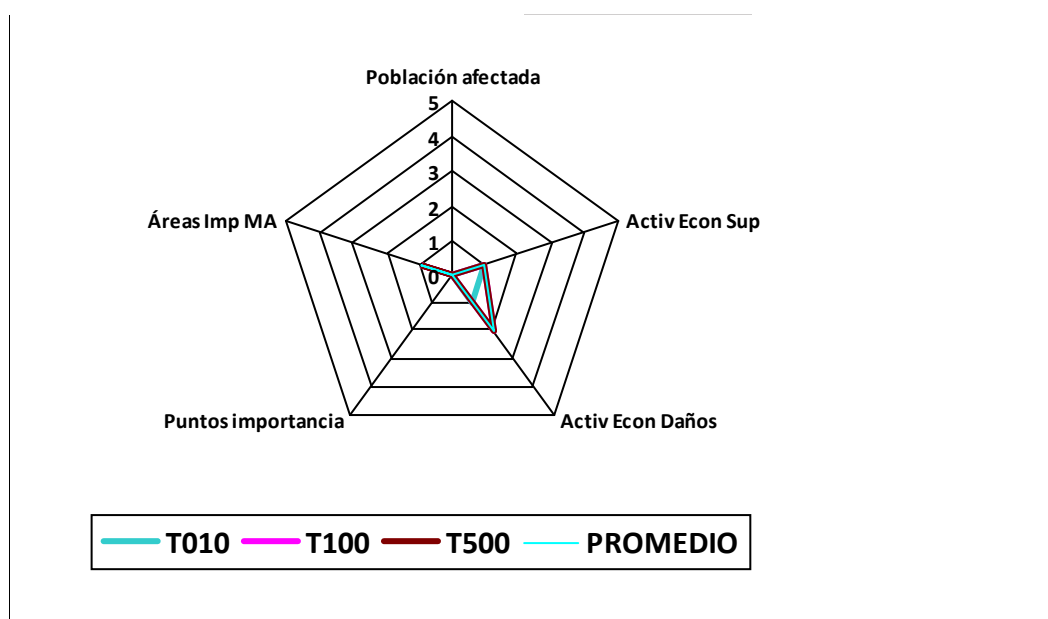 Población afectada
5
4
3
2
1
0
Áreas Imp MA
Activ Econ Sup
Puntos importancia
Activ Econ Daños
T010 T100 T500 PROMEDIO